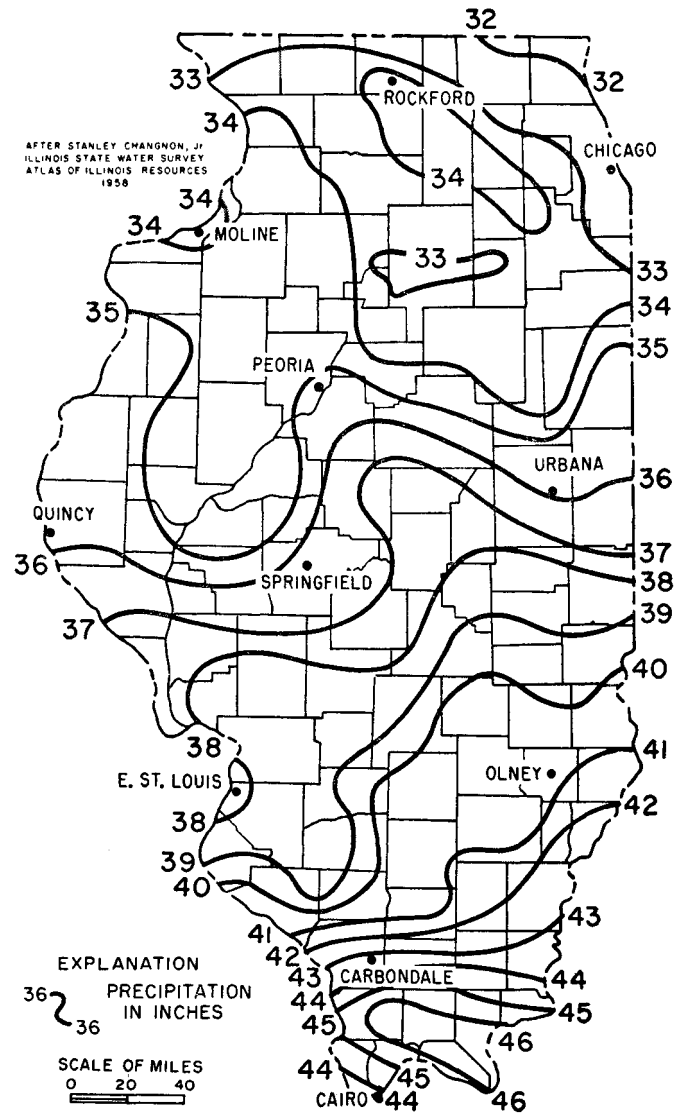 32
33
32
ROCKFORD
34
AFTER STANLEY CHANGNON, Jr
ILLINOIS STATE WATER SURVEY
ATLAS OF ILLINOIS RESOURCES
1958
CHICAGO
34
34
34
MOLINE
33
33
34
35
35
PEORIA
URBANA
36
QUINCY
36
SPRINGFIELD
37
38
37
39
40
38
41
E. ST. LOUIS
OLNEY
42
38
39
40
43
41
42
43
CARBONDALE
44
44
45
45
46
44
45
46
CAIRO
44
EXPLANATION
36
PRECIPITATION
IN INCHES
36
SCALE OF MILES
0 20 40